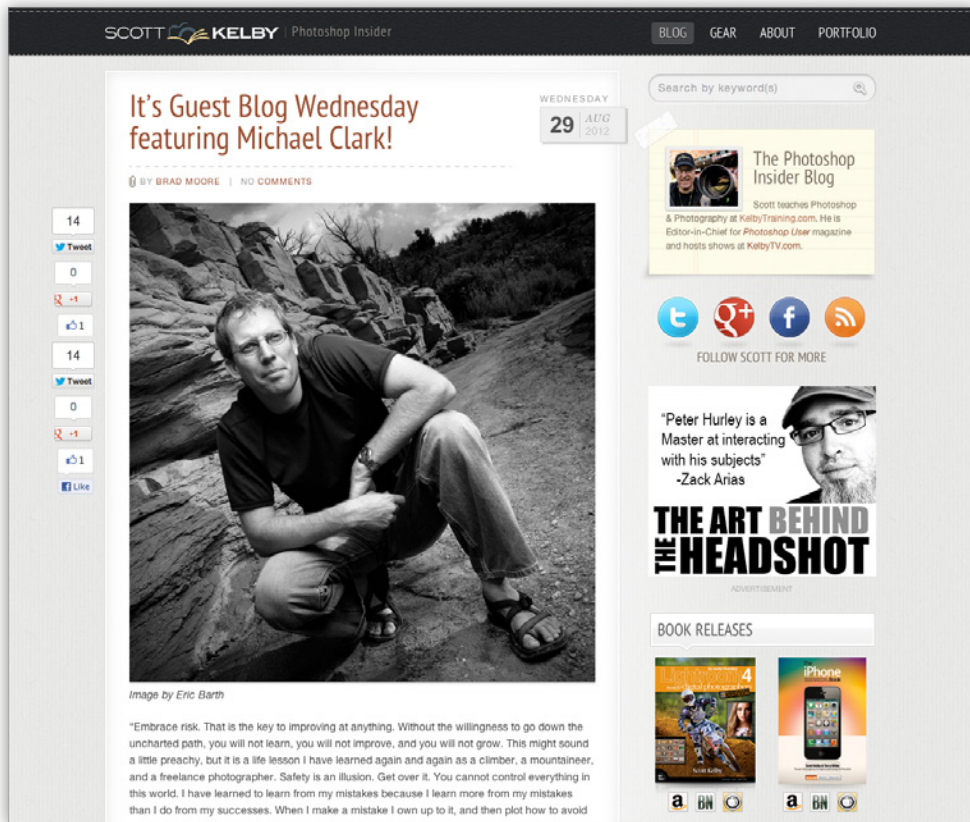 SCOTT KELBY | Photoshop Insider
BLOG GEAR ABOUT PORTFOLIO
It's Guest Blog Wednesday
featuring Michael Clark!
WEDNESDAY
29 AUG
2012
BY BRAD MOORE | NO COMMENTS
14
Tweet
0
+1
1
14
Tweet
0
+1
1
Like
Image by Eric Barth
"Embrace risk. That is the key to improving at anything. Without the willingness to go down the
uncharted path, you will not learn, you will not improve, and you will not grow. This might sound
a little preachy, but it is a life lesson I have learned again and again as a climber, a mountaineer,
and a freelance photographer. Safety is an illusion. Get over it. You cannot control everything in
this world. I have learned to learn from my mistakes because I learn more from my mistakes
than I do from my successes. When I make a mistake I own up to it, and then plot how to avoid
Search by keyword(s)
The Photoshop
Insider Blog
Scott teaches Photoshop
& Photography at KelbyTraining.com. He is
Editor-in-Chief for Photoshop User magazine
and hosts shows at KelbyTV.com.
FOLLOW SCOTT FOR MORE
"Peter Hurley is a
Master at interacting
with his subjects"
-Zack Arias
THE ART BEHIND
THE HEADSHOT
ADVERTISEMENT
BOOK RELEASES
Lightroom 4
Scott Kelby
iPhone
a BN
a BN